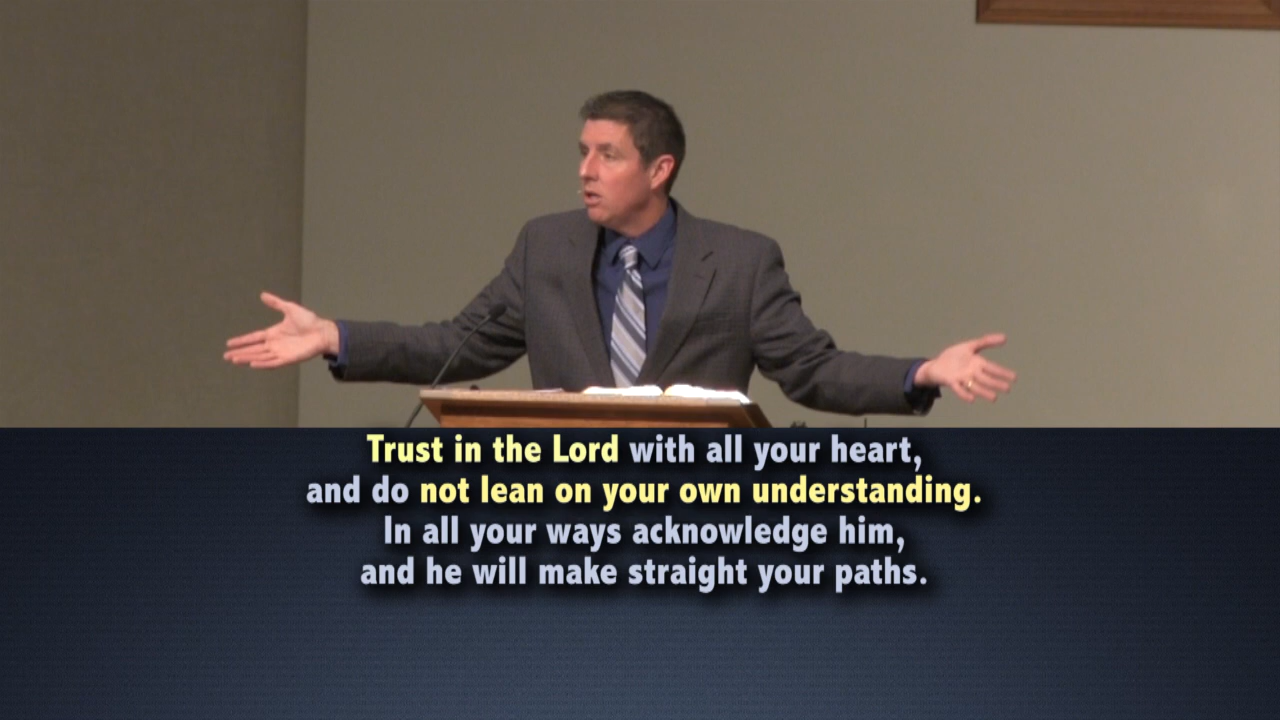 Trust in the Lord with all your heart,
and do not lean on your own understanding.
In all your ways acknowledge him,
and he will make straight your paths.